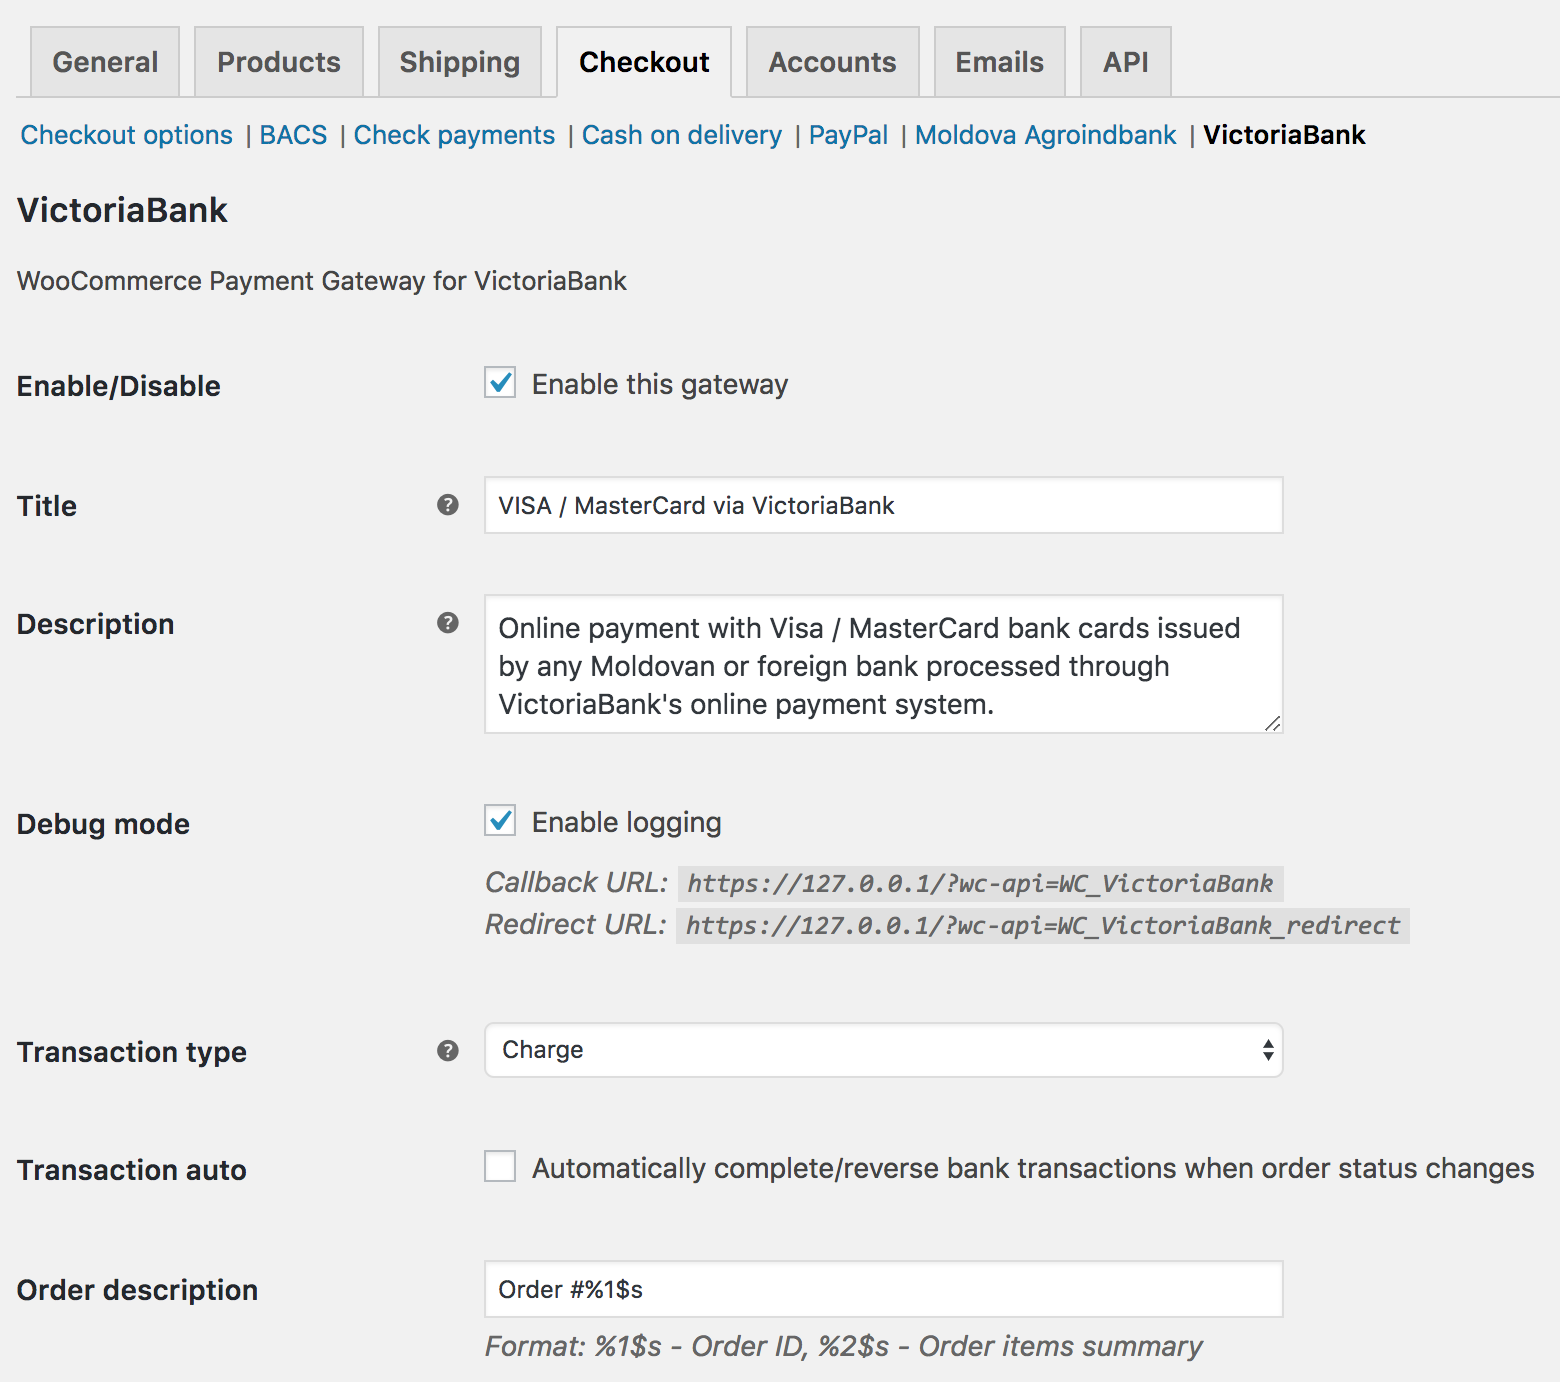 General Products Shipping Checkout Accounts Emails API
Checkout options | BACS | Check payments | Cash on delivery | PayPal | Moldova Agroindbank | VictoriaBank
VictoriaBank
WooCommerce Payment Gateway for VictoriaBank
Enable/Disable Enable this gateway
Title ? VISA / MasterCard via VictoriaBank
Description ? Online payment with Visa / MasterCard bank cards issued
by any Moldovan or foreign bank processed through
VictoriaBank's online payment system.
Debug mode Enable logging
Callback URL: https://127.0.0.1/?wc-api=WC_VictoriaBank
Redirect URL: https://127.0.0.1/?wc-api=WC_VictoriaBank_redirect
Transaction type ? Charge
Transaction auto Automatically complete/reverse bank transactions when order status changes
Order description Order #%1$s
Format: %1$s - Order ID, %2$s - Order items summary